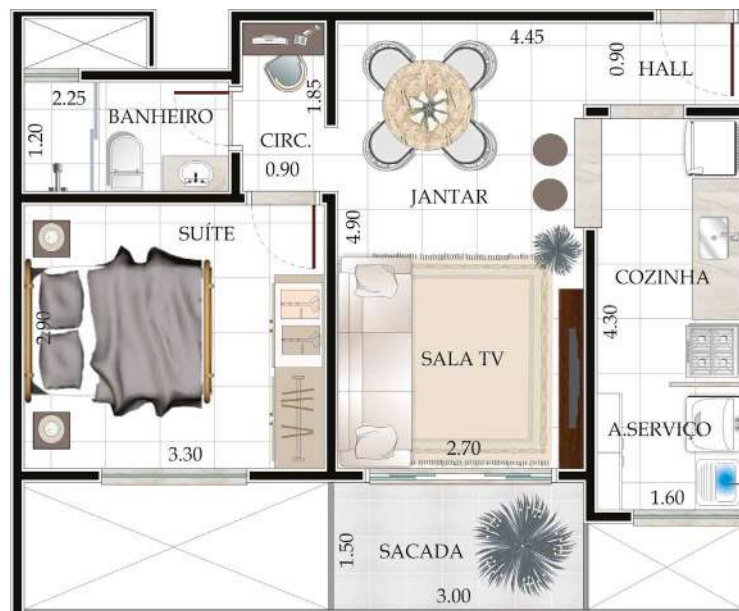 4.45
HALL
0.90
2.25
BANHEIRO
1.20
1.85
CIRC.
0.90
JANTAR
SUÍTE
4.90
2.90
COZINHA
4.30
SALA TV
3.30
2.70
A.SERVIÇO
1.60
1.50
SACADA
3.00